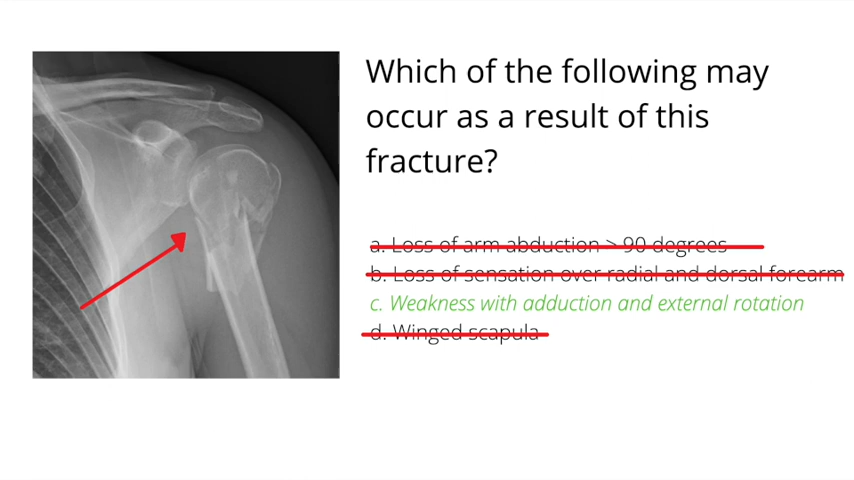 Which of the following may
occur as a result of this
fracture?
a. Loss of arm abduction > 90 degrees
b. Loss of sensation over radial and dorsal forearm
c. Weakness with adduction and external rotation
d. Winged scapula